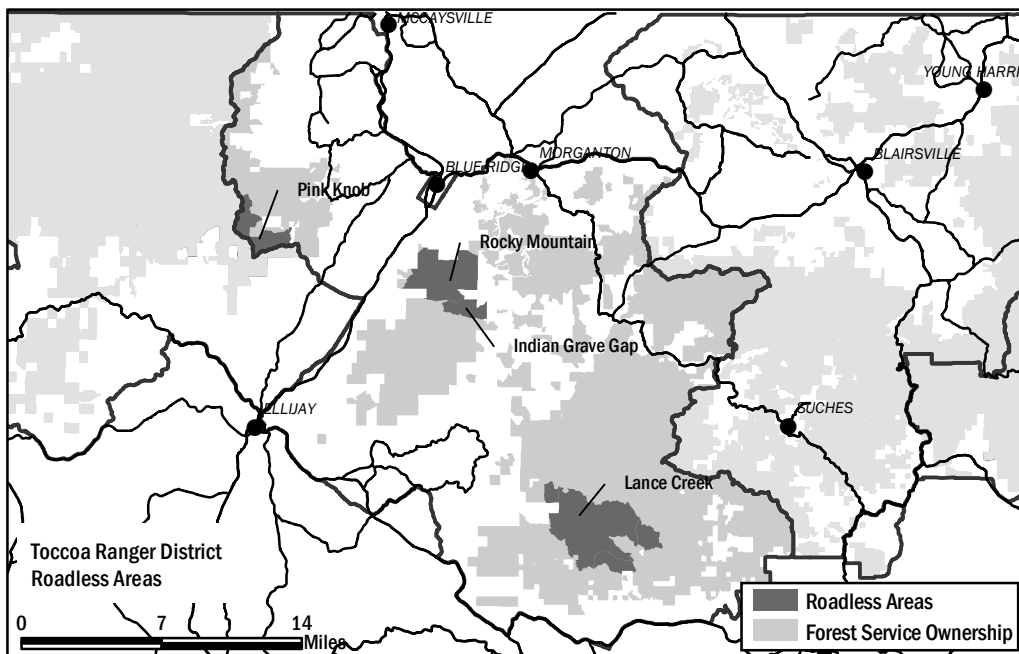 MCCAYSVILLE
YOUNG HARRI
MORGANTON
BLUE RIDGE
BLAIRSVILLE
Pink Knob
Rocky Mountain
Indian Grave Gap
ELLIJAY
SUCHES
Lance Creek
Toccoa Ranger District
Roadless Areas
0 7 14
Miles
Roadless Areas
Forest Service Ownership